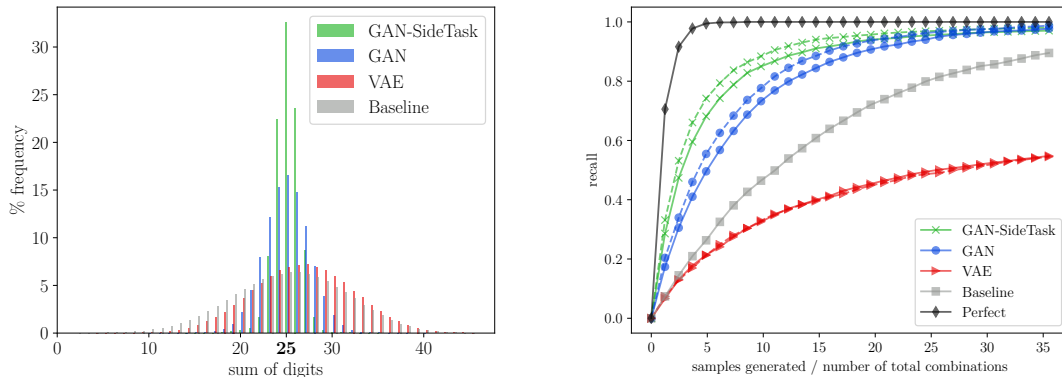 % frequency
30
25
20
15
10
5
0
GAN-SideTask
GAN
VAE
Baseline
0
10
20
25
30
40
sum of digits
recall
1.0
0.8
0.6
0.4
0.2
0.0
GAN-SideTask
GAN
VAE
Baseline
Perfect
0
5
10
15
20
25
30
35
samples generated / number of total combinations